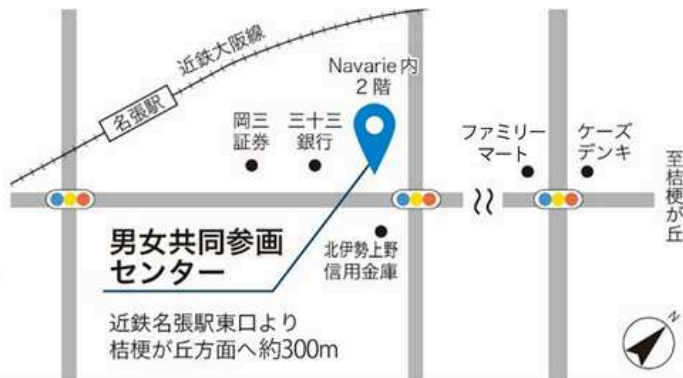 近鉄大阪線
名張駅
Navarie内
2階
岡三
証券
三十三
銀行
ファミリー
マート
ケーズ
デンキ
至桔梗が丘
男女共同参画
センター
北伊勢上野
信用金庫
近鉄名張駅東口より
桔梗が丘方面へ約300m
N